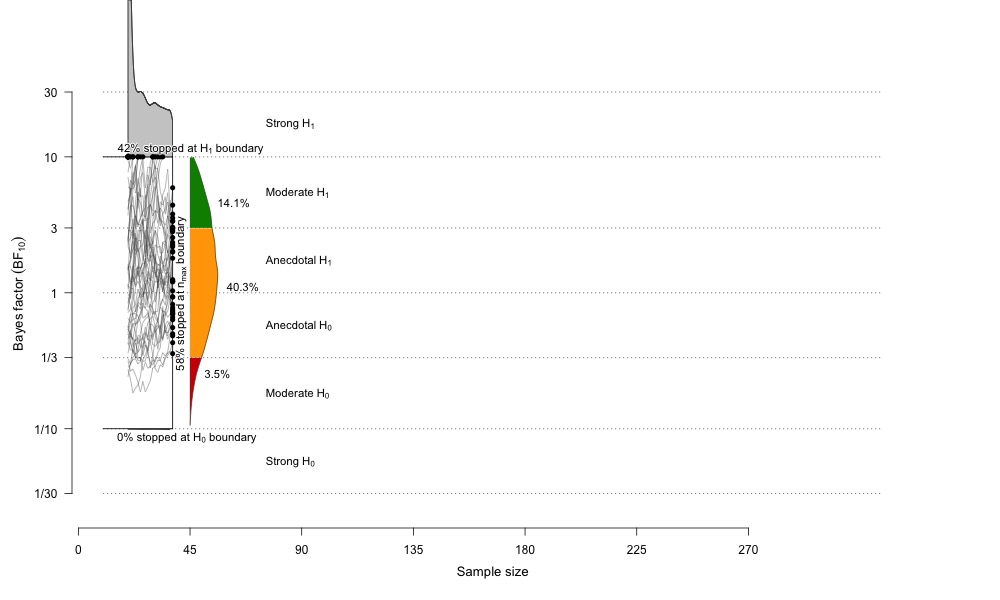 30
Strong H₁
42% stopped at H₁ boundary
10
Moderate H₁
14.1%
3
58% stopped at nₘₐₓ boundary
Anecdotal H₁
40.3%
1
Anecdotal H₀
1/3
3.5%
Moderate H₀
1/10
0% stopped at H₀ boundary
Strong H₀
1/30
Bayes factor (BF₁₀)
0 45 90 135 180 225 270
Sample size